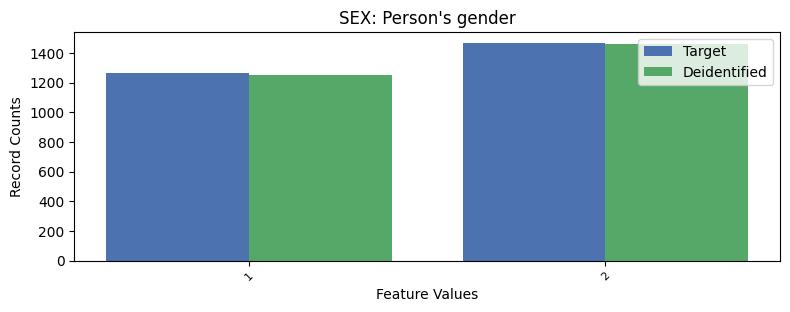 SEX: Person's gender
Target
Deidentified
Record Counts
1400
1200
1000
800
600
400
200
0
1
2
Feature Values